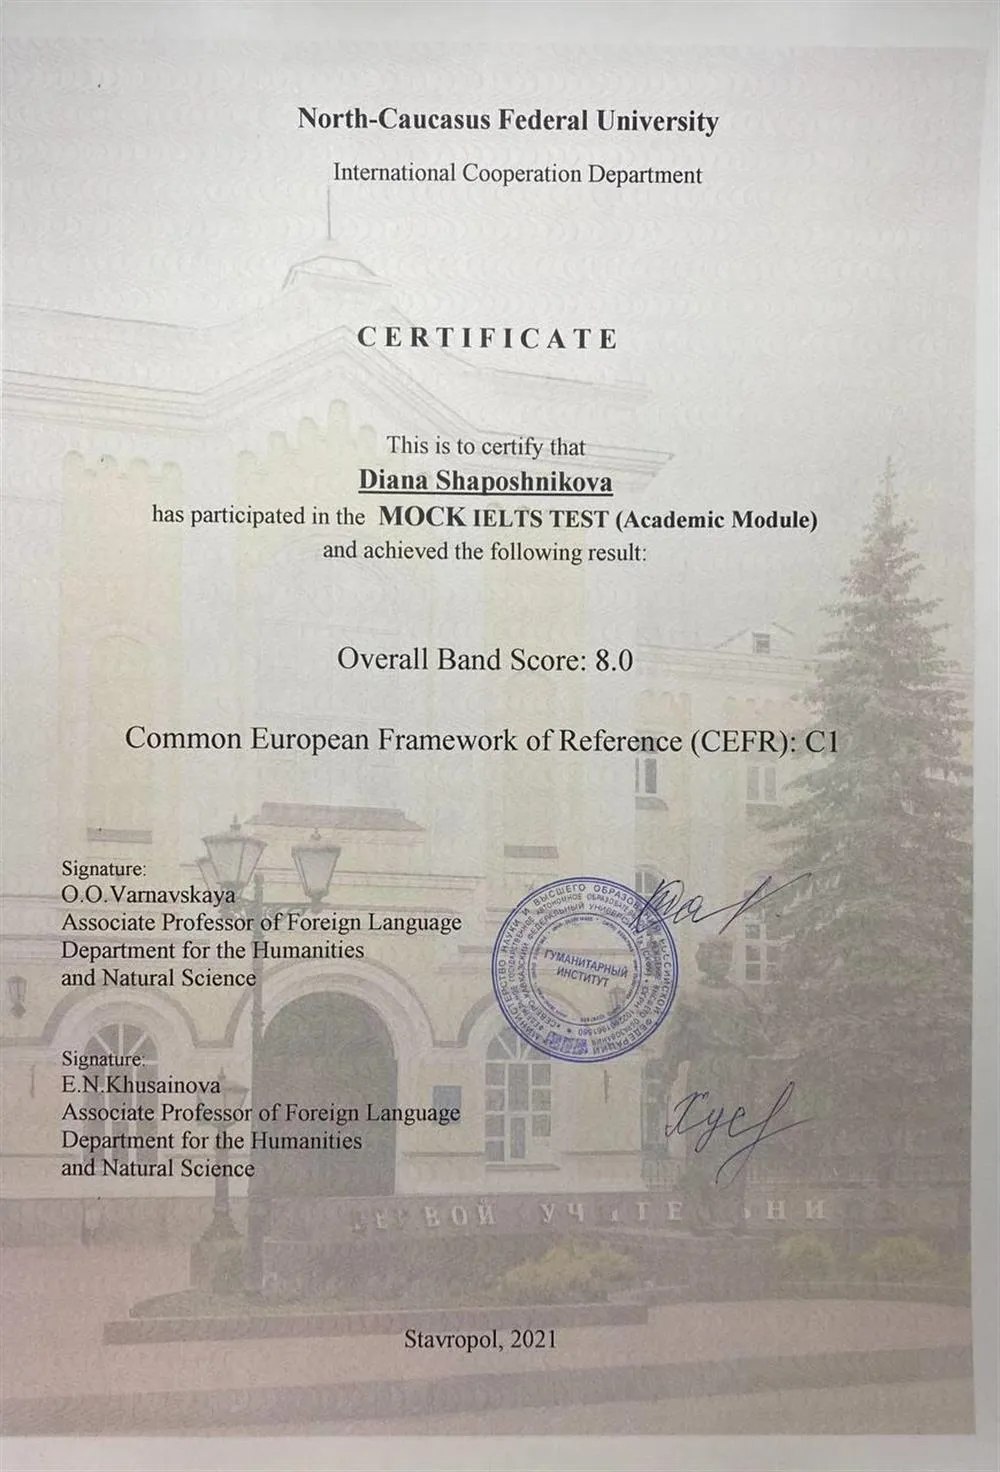 North-Caucasus Federal University
International Cooperation Department
CERTIFICATE
This is to certify that
Diana Shaposhnikova
has participated in the MOCK IELTS TEST (Academic Module)
and achieved the following result:
Overall Band Score: 8.0
Common European Framework of Reference (CEFR): C1
Signature:
O.O.Varnavskaya
Associate Professor of Foreign Language
Department for the Humanities
and Natural Science
ГУМАНИТАРНЫЙ
ИНСТИТУТ
Signature:
E.N.Khusainova
Associate Professor of Foreign Language
Department for the Humanities
and Natural Science
Stavropol, 2021